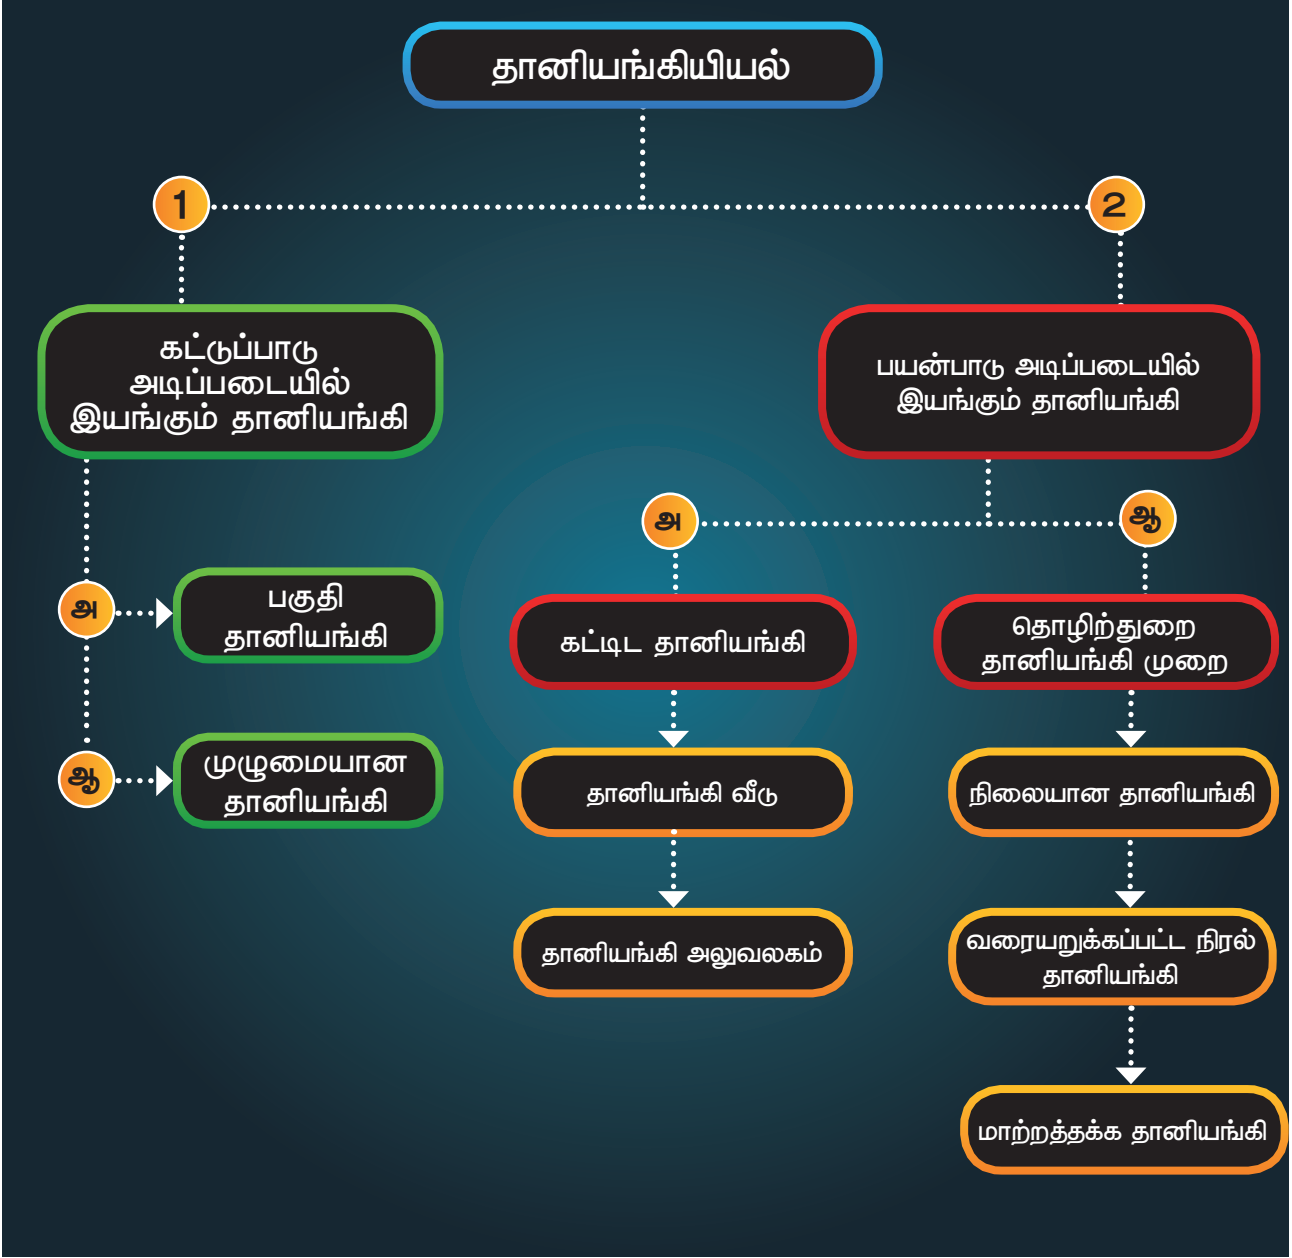 தானியங்கியியல்
1
2
கட்டுப்பாடு
அடிப்படையில்
இயங்கும் தானியங்கி
பயன்பாடு அடிப்படையில்
இயங்கும் தானியங்கி
அ
பகுதி
தானியங்கி
ஆ
முழுமையான
தானியங்கி
அ
கட்டிட தானியங்கி
தானியங்கி வீடு
தானியங்கி அலுவலகம்
ஆ
தொழிற்துறை
தானியங்கி முறை
நிலையான தானியங்கி
வரையறுக்கப்பட்ட நிரல்
தானியங்கி
மாற்றத்தக்க தானியங்கி